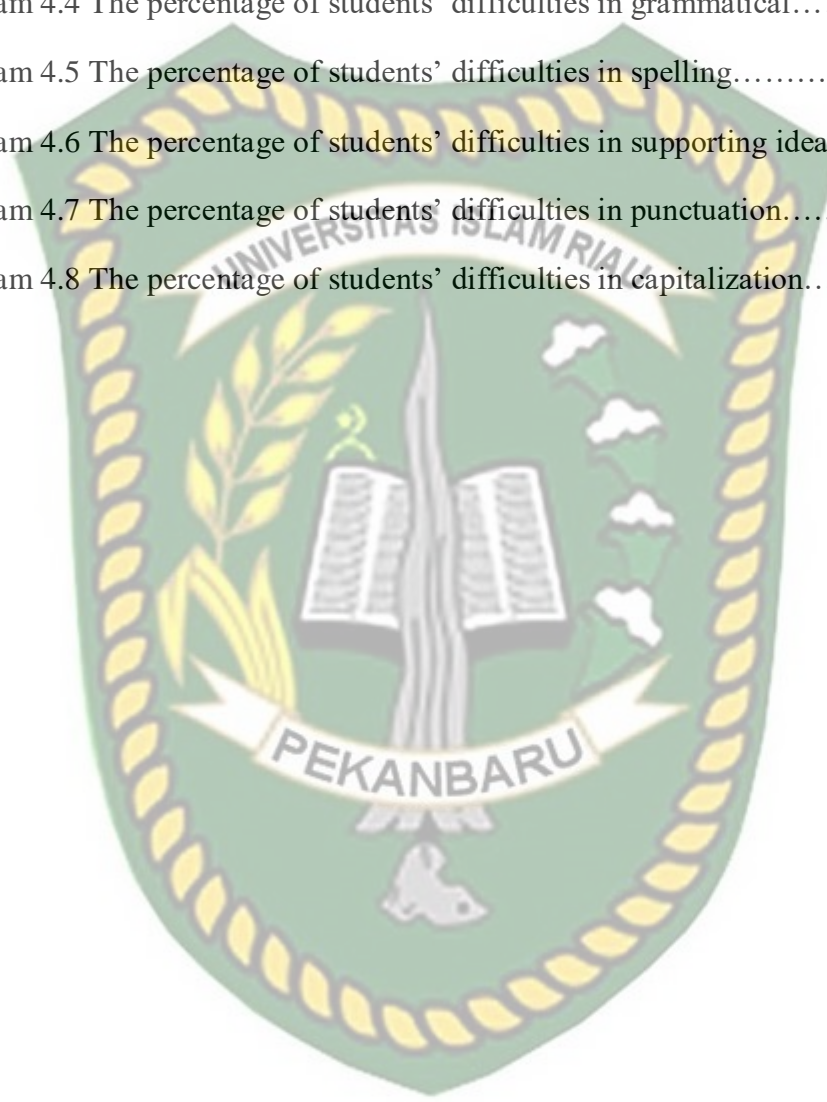 am 4.4 The percentage of students’ difficulties in grammatical…
am 4.5 The percentage of students’ difficulties in spelling………
am 4.6 The percentage of students’ difficulties in supporting idea
am 4.7 The percentage of students’ difficulties in punctuation….
UNIVERSITAS ISLAM RIAU
am 4.8 The percentage of students’ difficulties in capitalization..
PEKANBARU